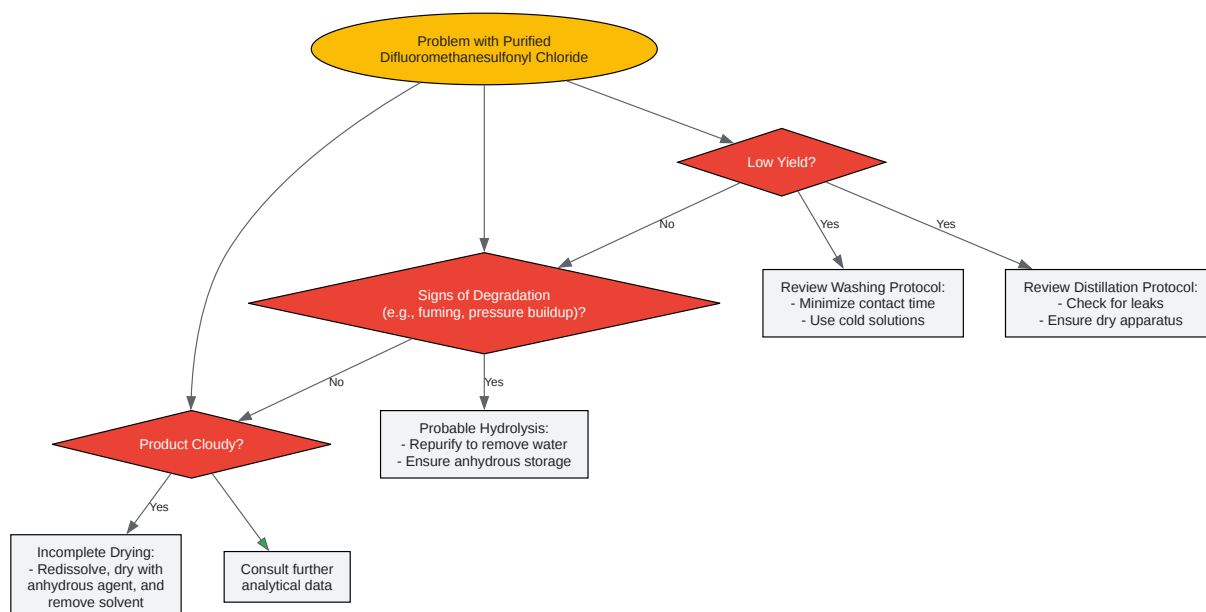 Problem with Purified
Difluoromethanesulfonyl Chloride
Low Yield?
No
Yes
Yes
Signs of Degradation
(e.g., fuming, pressure buildup)?
Review Washing Protocol:
- Minimize contact time
- Use cold solutions
Review Distillation Protocol:
- Check for leaks
- Ensure dry apparatus
No
Yes
Product Cloudy?
Probable Hydrolysis:
- Repurify to remove water
- Ensure anhydrous storage
Yes
Incomplete Drying:
- Redissolve, dry with
anhydrous agent, and
remove solvent
Consult further
analytical data